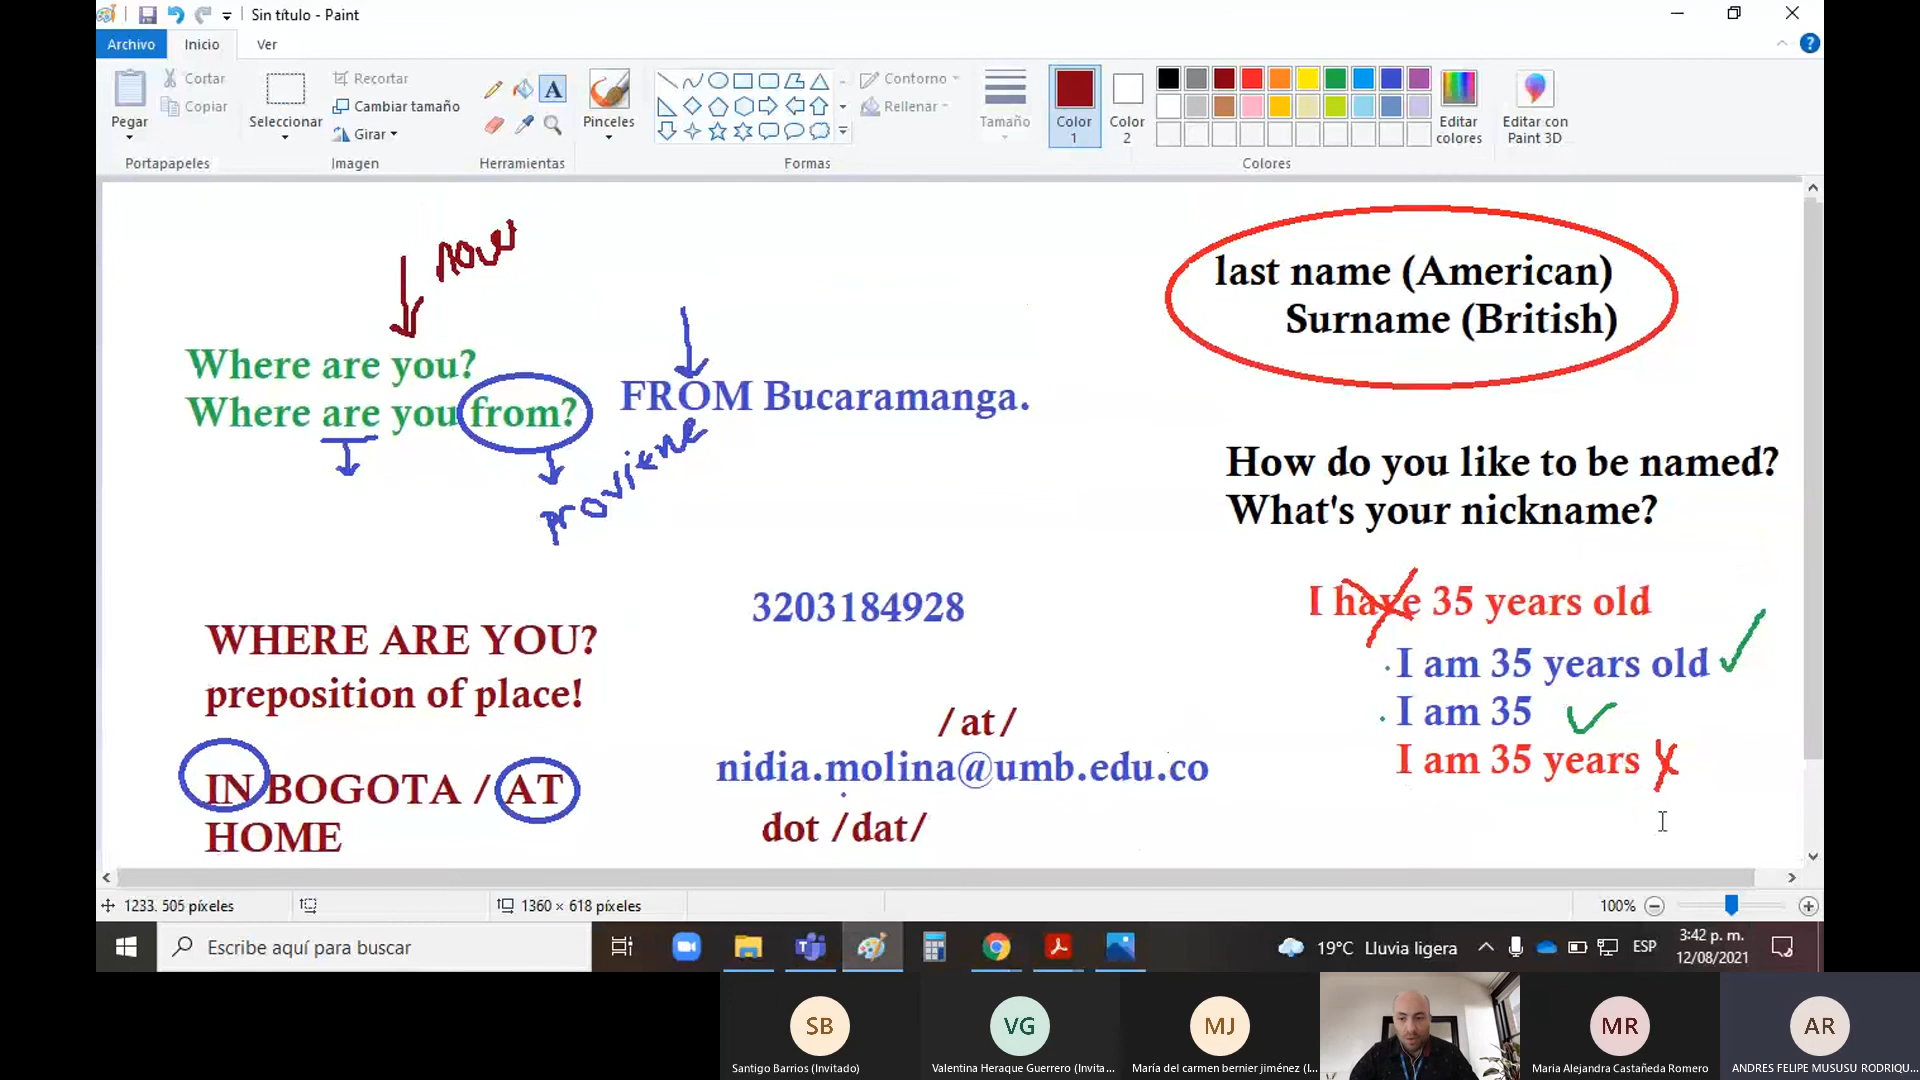 Sin título - Paint
Archivo
Inicio
Ver
Pegar
Cortar
Copiar
Portapapeles
Seleccionar
Recortar
Cambiar tamaño
Girar
Imagen
A
Herramientas
Pinceles
Contorno
Rellenar
Formas
Tamaño
Color 1
Color 2
Editar colores
Editar con Paint 3D
Colores
Where are you?
Where are you from?
FROM Bucaramanga.
proviene
last name (American)
Surname (British)
How do you like to be named?
What's your nickname?
I have 35 years old
I am 35 years old
I am 35
I am 35 years
3203184928
WHERE ARE YOU?
preposition of place!
IN BOGOTA / AT
HOME
/at/
nidia.molina@umb.edu.co
dot /dat/
1233. 505 píxeles
1360 × 618 píxeles
100%
Escribe aquí para buscar
19°C Lluvia ligera
ESP
3:42 p. m.
12/08/2021
SB
Santigo Barrios (Invitado)
VG
Valentina Heraque Guerrero (Invita...
MJ
María del carmen bernier jiménez (I...
MR
Maria Alejandra Castañeda Romero
AR
ANDRES FELIPE MUSUSU RODRIQU...